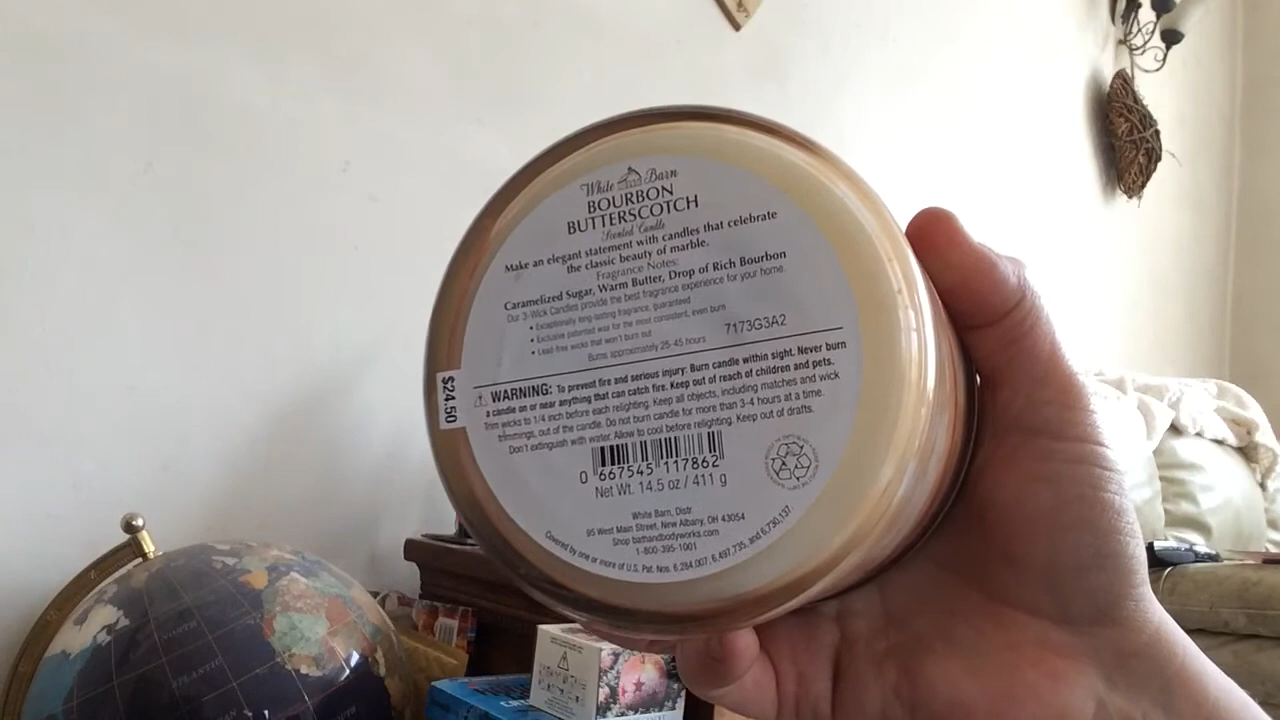 White Barn
BOURBON
BUTTERSCOTCH
Scented Candle
Make an elegant statement with candles that celebrate
the classic beauty of marble.
Fragrance Notes:
Caramelized Sugar, Warm Butter, Drop of Rich Bourbon
Our 3-Wick Candles provide the best fragrance experience for your home.
• Exceptionally long-lasting fragrance, guaranteed
• Exclusive patented wax for the most consistent, even burn
• Lead-free wicks that won't burn out
Burns approximately 25-45 hours
7173G3A2
$24.50
WARNING: To prevent fire and serious injury: Burn candle within sight. Never burn
a candle on or near anything that can catch fire. Keep out of reach of children and pets.
Trim wicks to 1/4 inch before each relighting. Keep all objects, including matches and wick
trimmings, out of the candle. Do not burn candle for more than 3-4 hours at a time.
Don't extinguish with water. Allow to cool before relighting. Keep out of drafts.
0 667545 117862
Net Wt. 14.5 oz / 411 g
White Barn, Distr.
95 West Main Street, New Albany, OH 43054
Shop bathandbodyworks.com
1-800-395-1001
Covered by one or more of U.S. Pat. Nos. 6,284,007, 6,497,735, and 6,730,137.
NORTH
ATLANTIC